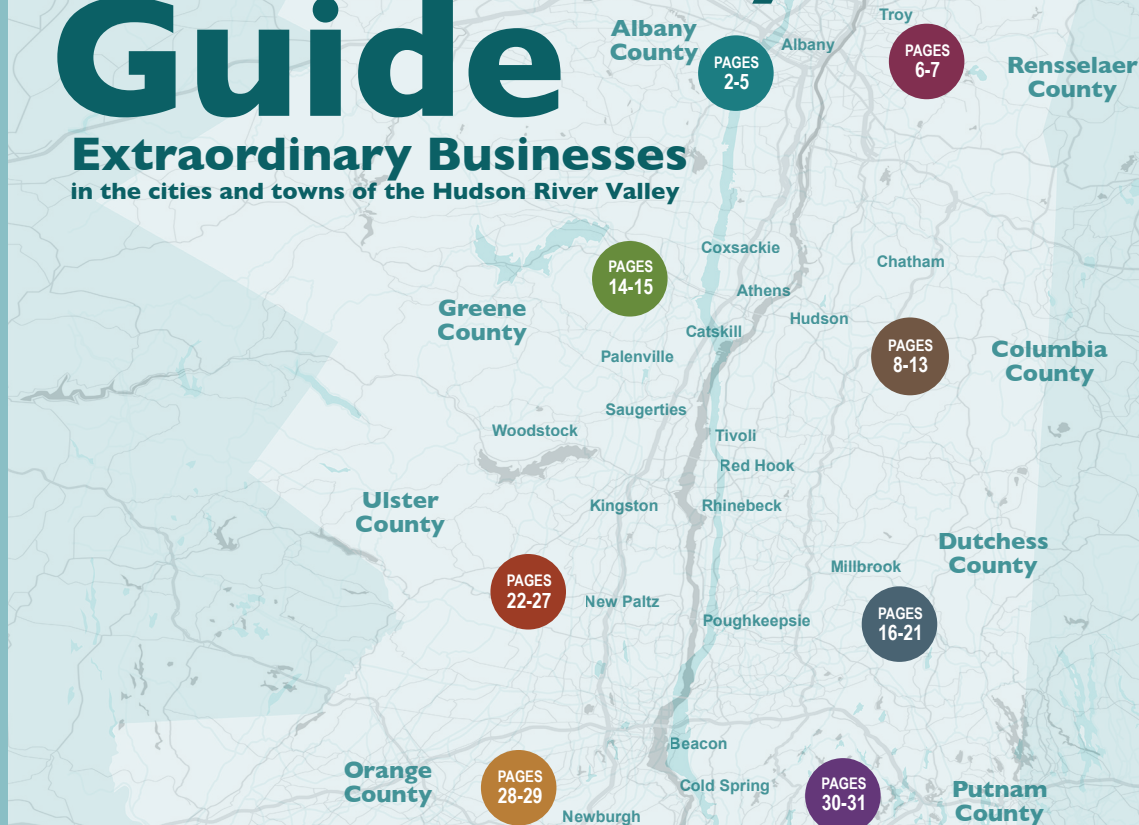 Guide
Extraordinary Businesses
in the cities and towns of the Hudson River Valley
Albany
County
PAGES
2-5
Albany
Troy
PAGES
6-7
Rensselaer
County
Coxsackie
Chatham
PAGES
14-15
Athens
Greene
County
Hudson
Catskill
Palenville
PAGES
8-13
Columbia
County
Saugerties
Woodstock
Tivoli
Red Hook
Ulster
County
Kingston
Rhinebeck
Dutchess
County
Millbrook
PAGES
22-27
New Paltz
Poughkeepsie
PAGES
16-21
Beacon
Orange
County
PAGES
28-29
Cold Spring
PAGES
30-31
Putnam
County
Newburgh